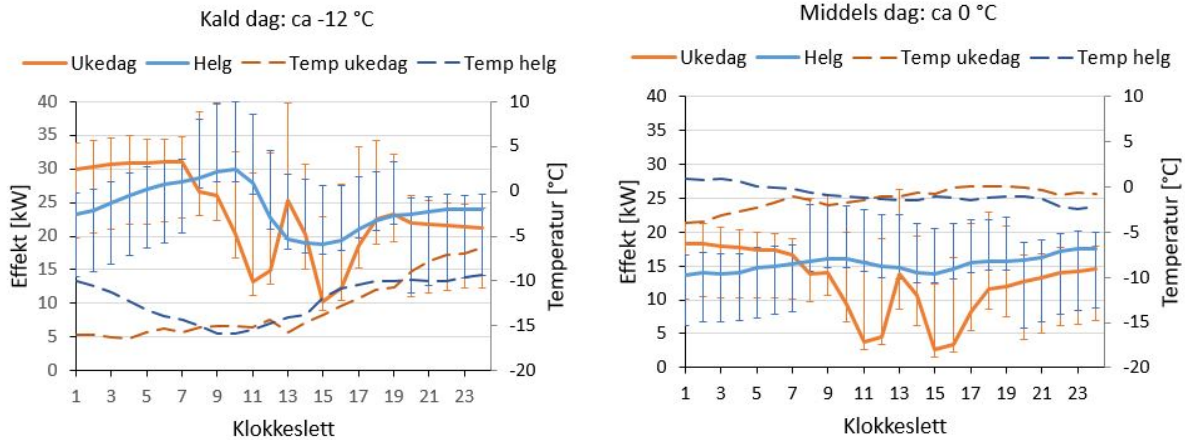 Kald dag: ca -12 °C
Ukedag Helg Temp ukedag Temp helg
40
35
30
25
20
15
10
5
0
Effekt [kW]
10
5
0
-5
-10
-15
-20
Temperatur [°C]
1 3 5 7 9 11 13 15 17 19 21 23
Klokkeslett
Middels dag: ca 0 °C
Ukedag Helg Temp ukedag Temp helg
40
35
30
25
20
15
10
5
0
Effekt [kW]
10
5
0
-5
-10
-15
-20
Temperatur [°C]
1 3 5 7 9 11 13 15 17 19 21 23
Klokkeslett